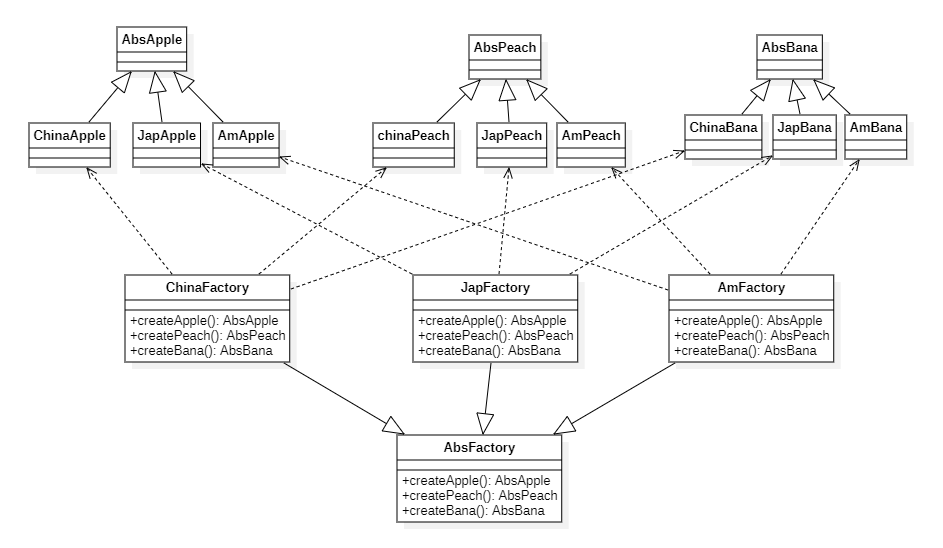 AbsApple
AbsPeach
AbsBana
ChinaApple
JapApple
AmApple
chinaPeach
JapPeach
AmPeach
ChinaBana
JapBana
AmBana
ChinaFactory
+createApple(): AbsApple
+createPeach(): AbsPeach
+createBana(): AbsBana
JapFactory
+createApple(): AbsApple
+createPeach(): AbsPeach
+createBana(): AbsBana
AmFactory
+createApple(): AbsApple
+createPeach(): AbsPeach
+createBana(): AbsBana
AbsFactory
+createApple(): AbsApple
+createPeach(): AbsPeach
+createBana(): AbsBana